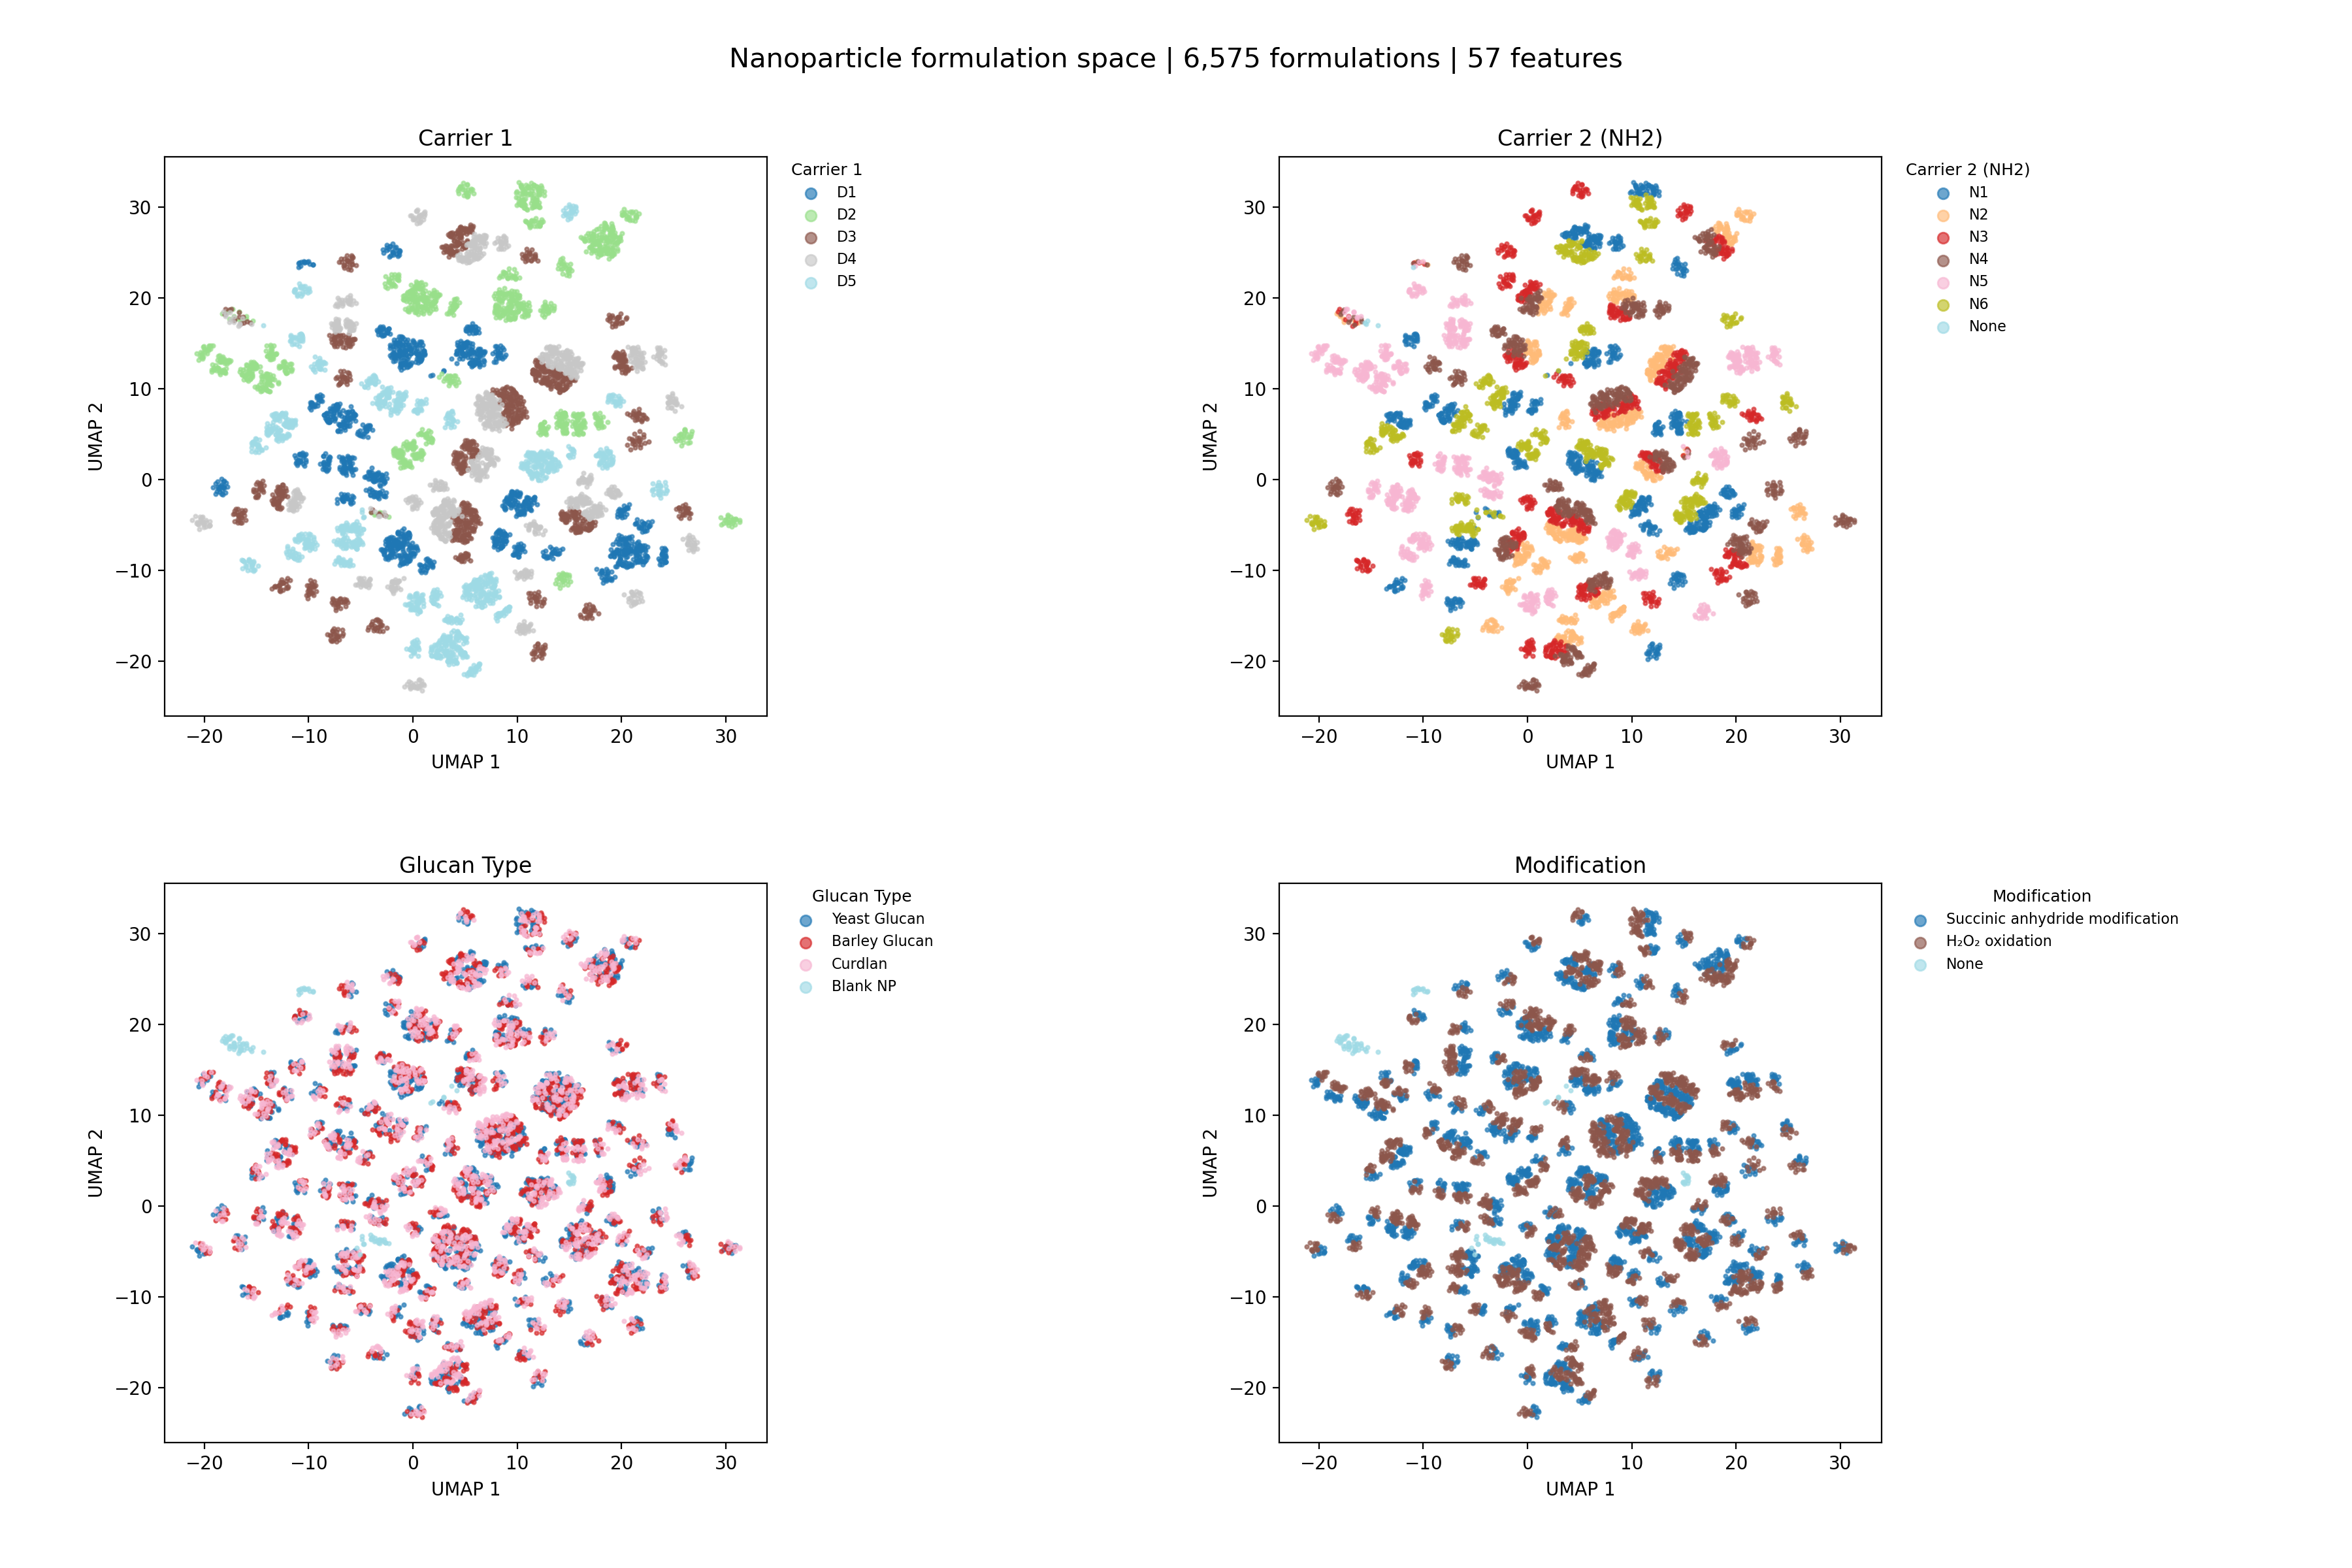 Nanoparticle formulation space | 6,575 formulations | 57 features
Carrier 1
Carrier 1
D1
D2
D3
D4
D5
30
20
10
0
−10
−20
UMAP 2
−20 −10 0 10 20 30
UMAP 1
Carrier 2 (NH2)
Carrier 2 (NH2)
N1
N2
N3
N4
N5
N6
None
30
20
10
0
−10
−20
UMAP 2
−20 −10 0 10 20 30
UMAP 1
Glucan Type
Glucan Type
Yeast Glucan
Barley Glucan
Curdlan
Blank NP
30
20
10
0
−10
−20
UMAP 2
−20 −10 0 10 20 30
UMAP 1
Modification
Modification
Succinic anhydride modification
H₂O₂ oxidation
None
30
20
10
0
−10
−20
UMAP 2
−20 −10 0 10 20 30
UMAP 1